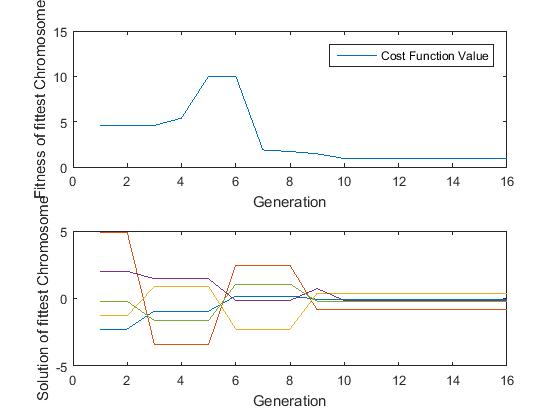 Fitness of fittest Chromosome
15
10
5
0
Cost Function Value
0 2 4 6 8 10 12 14 16
Generation
Solution of fittest Chromosome
5
0
-5
0 2 4 6 8 10 12 14 16
Generation